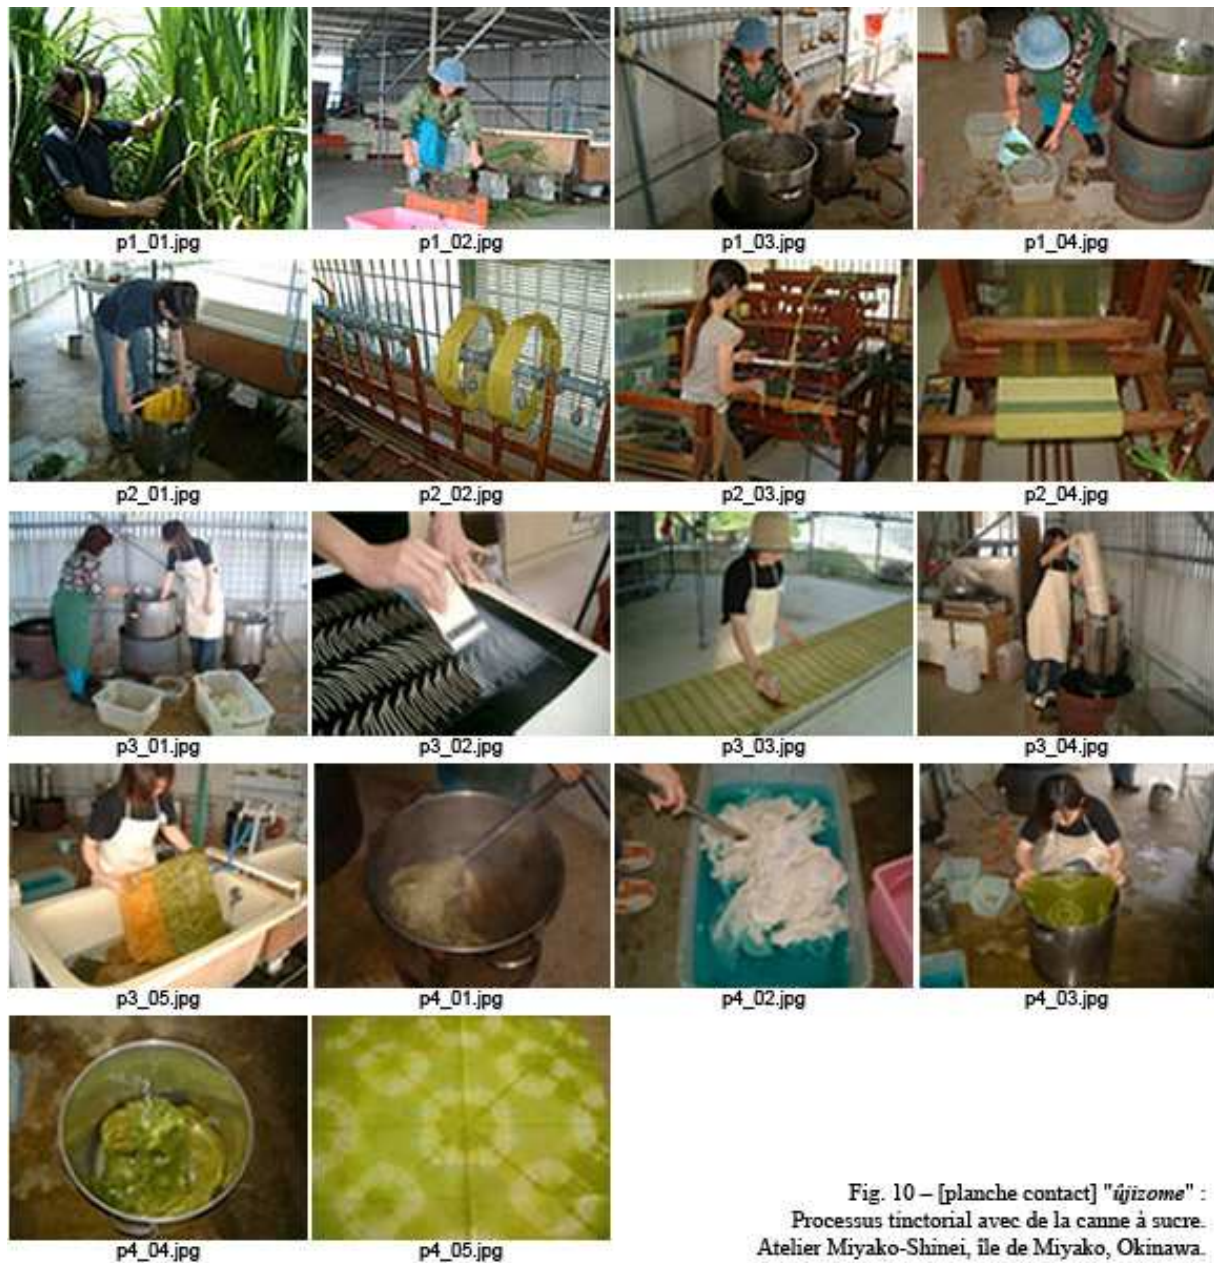 p1_01.jpg
p1_02.jpg
p1_03.jpg
p1_04.jpg
p2_01.jpg
p2_02.jpg
p2_03.jpg
p2_04.jpg
p3_01.jpg
p3_02.jpg
p3_03.jpg
p3_04.jpg
p3_05.jpg
p4_01.jpg
p4_02.jpg
p4_03.jpg
p4_04.jpg
p4_05.jpg
Fig. 10 – [planche contact] "ûjizome" :
Processus tinctorial avec de la canne à sucre.
Atelier Miyako-Shinei, île de Miyako, Okinawa.